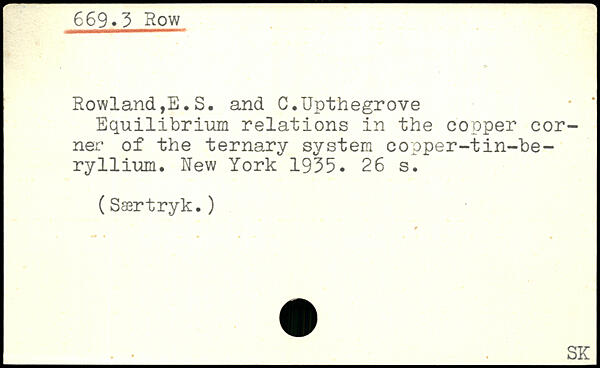 669.3 Row
Rowland,E.S. and C.Upthegrove
Equilibrium relations in the copper cor-
ner of the ternary system copper-tin-be-
ryllium. New York 1935. 26 s.
(Særtryk.)
SK